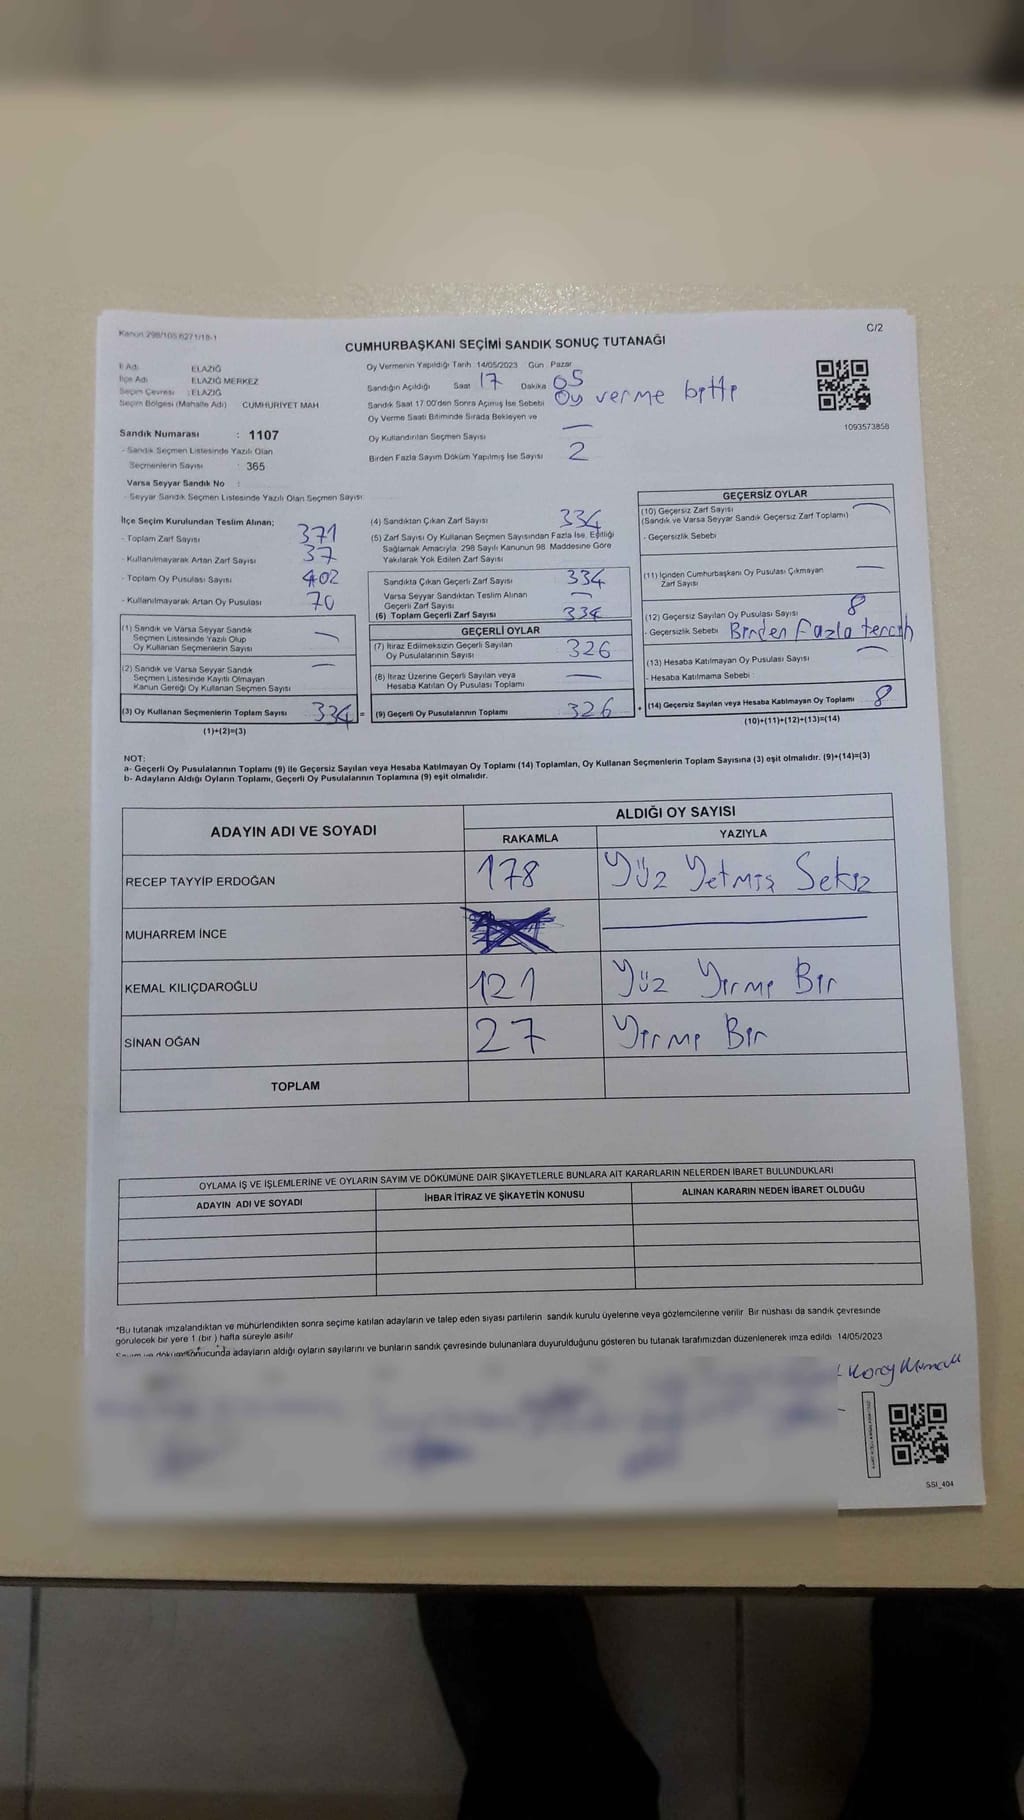 Kanun 298/105.6271/18-1
C/2
CUMHURBAŞKANI SEÇİMİ SANDIK SONUÇ TUTANAĞI
İl Adı ELAZIĞ
İlçe Adı ELAZIĞ MERKEZ
Seçim Çevresi : ELAZIĞ
Seçim Bölgesi (Mahalle Adı) CUMHURİYET MAH
Sandık Numarası : 1107
- Sandık Seçmen Listesinde Yazılı Olan
Seçmenlerin Sayısı : 365
Varsa Seyyar Sandık No :
- Seyyar Sandık Seçmen Listesinde Yazılı Olan Seçmen Sayısı
Oy Vermenin Yapıldığı Tarih 14/05/2023 Gün Pazar
Sandığın Açıldığı Saat 17 Dakika 05
Sandık Saat 17:00'den Sonra Açılmış İse Sebebi Oy verme bitti
Oy Verme Saati Bitiminde Sırada Bekleyen ve
Oy Kullandırılan Seçmen Sayısı —
Birden Fazla Sayım Döküm Yapılmış İse Sayısı 2
1093573858
İlçe Seçim Kurulundan Teslim Alınan;
- Toplam Zarf Sayısı 371
- Kullanılmayarak Artan Zarf Sayısı 37
- Toplam Oy Pusulası Sayısı 402
- Kullanılmayarak Artan Oy Pusulası 70
(1) Sandık ve Varsa Seyyar Sandık
Seçmen Listesinde Yazılı Olup
Oy Kullanan Seçmenlerin Sayısı —
(2) Sandık ve Varsa Seyyar Sandık
Seçmen Listesinde Kayıtlı Olmayan
Kanun Gereği Oy Kullanan Seçmen Sayısı —
(3) Oy Kullanan Seçmenlerin Toplam Sayısı 334 =
(1)+(2)=(3)
(4) Sandıktan Çıkan Zarf Sayısı 334
(5) Zarf Sayısı Oy Kullanan Seçmen Sayısından Fazla İse, Eşitliği
Sağlamak Amacıyla 298 Sayılı Kanunun 98. Maddesine Göre
Yakılarak Yok Edilen Zarf Sayısı
Sandıkta Çıkan Geçerli Zarf Sayısı 334
Varsa Seyyar Sandıktan Teslim Alınan
Geçerli Zarf Sayısı —
(6) Toplam Geçerli Zarf Sayısı 334
GEÇERLİ OYLAR
(7) İtiraz Edilmeksizin Geçerli Sayılan
Oy Pusulalarının Sayısı 326
(8) İtiraz Üzerine Geçerli Sayılan veya
Hesaba Katılan Oy Pusulası Toplamı —
(9) Geçerli Oy Pusulalarının Toplamı 326 +
GEÇERSİZ OYLAR
(10) Geçersiz Zarf Sayısı —
(Sandık ve Varsa Seyyar Sandık Geçersiz Zarf Toplamı)
- Geçersizlik Sebebi
(11) İçinden Cumhurbaşkanı Oy Pusulası Çıkmayan
Zarf Sayısı —
(12) Geçersiz Sayılan Oy Pusulası Sayısı 8
- Geçersizlik Sebebi Birden fazla tercih
(13) Hesaba Katılmayan Oy Pusulası Sayısı —
- Hesaba Katılmama Sebebi :
(14) Geçersiz Sayılan veya Hesaba Katılmayan Oy Toplamı 8
(10)+(11)+(12)+(13)=(14)
NOT:
a- Geçerli Oy Pusulalarının Toplamı (9) ile Geçersiz Sayılan veya Hesaba Katılmayan Oy Toplamı (14) Toplamları, Oy Kullanan Seçmenlerin Toplam Sayısına (3) eşit olmalıdır. (9)+(14)=(3)
b- Adayların Aldığı Oyların Toplamı, Geçerli Oy Pusulalarının Toplamına (9) eşit olmalıdır.
ADAYIN ADI VE SOYADI
ALDIĞI OY SAYISI
RAKAMLA YAZIYLA
RECEP TAYYİP ERDOĞAN 178 Yüz Yetmiş Sekiz
MUHARREM İNCE
KEMAL KILIÇDAROĞLU 121 Yüz Yirmi Bir
SİNAN OĞAN 27 Yirmi Bir
TOPLAM
OYLAMA İŞ VE İŞLEMLERİNE VE OYLARIN SAYIM VE DÖKÜMÜNE DAİR ŞİKAYETLERLE BUNLARA AİT KARARLARIN NELERDEN İBARET BULUNDUKLARI
ADAYIN ADI VE SOYADI İHBAR İTİRAZ VE ŞİKAYETİN KONUSU ALINAN KARARIN NEDEN İBARET OLDUĞU
*Bu tutanak imzalandıktan ve mühürlendikten sonra seçime katılan adayların ve talep eden siyasi partilerin sandık kurulu üyelerine veya gözlemcilerine verilir. Bir nüshası da sandık çevresinde
görülecek bir yere 1 (bir ) hafta süreyle asılır
Sayım ve dökümsonucunda adayların aldığı oyların sayılarını ve bunların sandık çevresinde bulunanlara duyurulduğunu gösteren bu tutanak tarafımızdan düzenlenerek imza edildi 14/05/2023
SSI_404